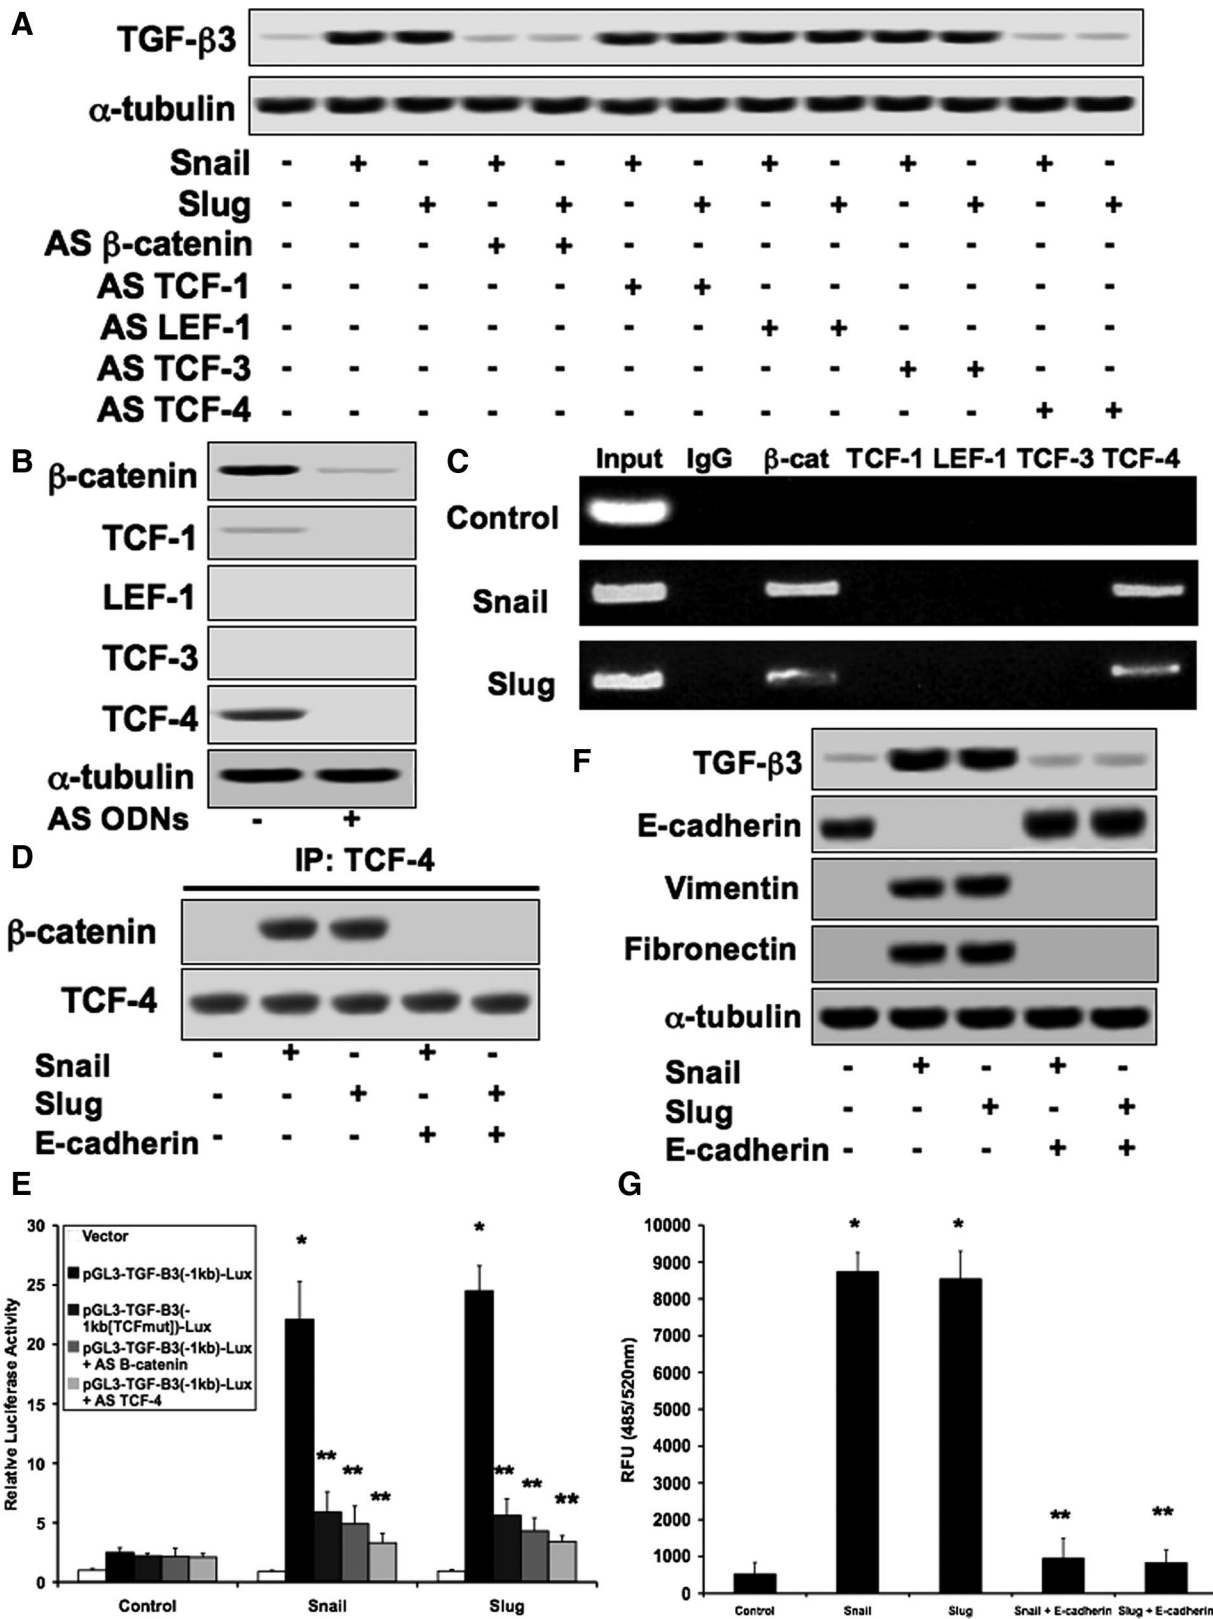 A
TGF-β3
α-tubulin
Snail - + - + - + - + - + - + -
Slug - - + - + - + - + - + - +
AS β-catenin - - - + + - - - - - - - -
AS TCF-1 - - - - - + + - - - - - -
AS LEF-1 - - - - - - - + + - - - -
AS TCF-3 - - - - - - - - - + + - -
AS TCF-4 - - - - - - - - - - - + +
B
β-catenin
TCF-1
LEF-1
TCF-3
TCF-4
α-tubulin
AS ODNs - +
C
Input IgG β-cat TCF-1 LEF-1 TCF-3 TCF-4
Control
Snail
Slug
D
IP: TCF-4
β-catenin
TCF-4
Snail - + - + -
Slug - - + - +
E-cadherin - - - + +
F
TGF-β3
E-cadherin
Vimentin
Fibronectin
α-tubulin
Snail - + - + -
Slug - - + - +
E-cadherin - - - + +
E
Relative Luciferase Activity
30
25
20
15
10
5
0
Vector
pGL3-TGF-B3(-1kb)-Lux
pGL3-TGF-B3(-
1kb[TCFmut])-Lux
pGL3-TGF-B3(-1kb)-Lux
+ AS B-catenin
pGL3-TGF-B3(-1kb)-Lux
+ AS TCF-4
* ** ** **
* ** ** **
Control Snail Slug
G
RFU (485/520nm)
10000
9000
8000
7000
6000
5000
4000
3000
2000
1000
0
* * ** **
Control Snail Slug Snail + E-cadherin Slug + E-cadherin